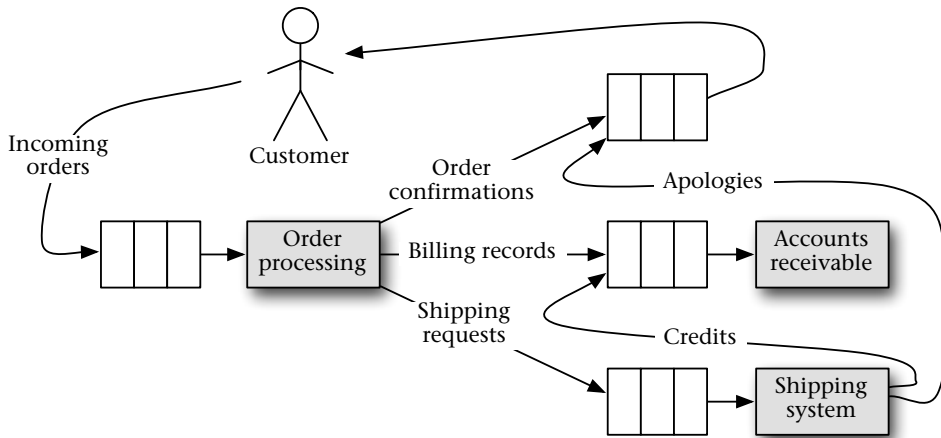 Incoming
orders
Customer
Order
confirmations
Apologies
Order
processing
Billing records
Accounts
receivable
Shipping
requests
Credits
Shipping
system